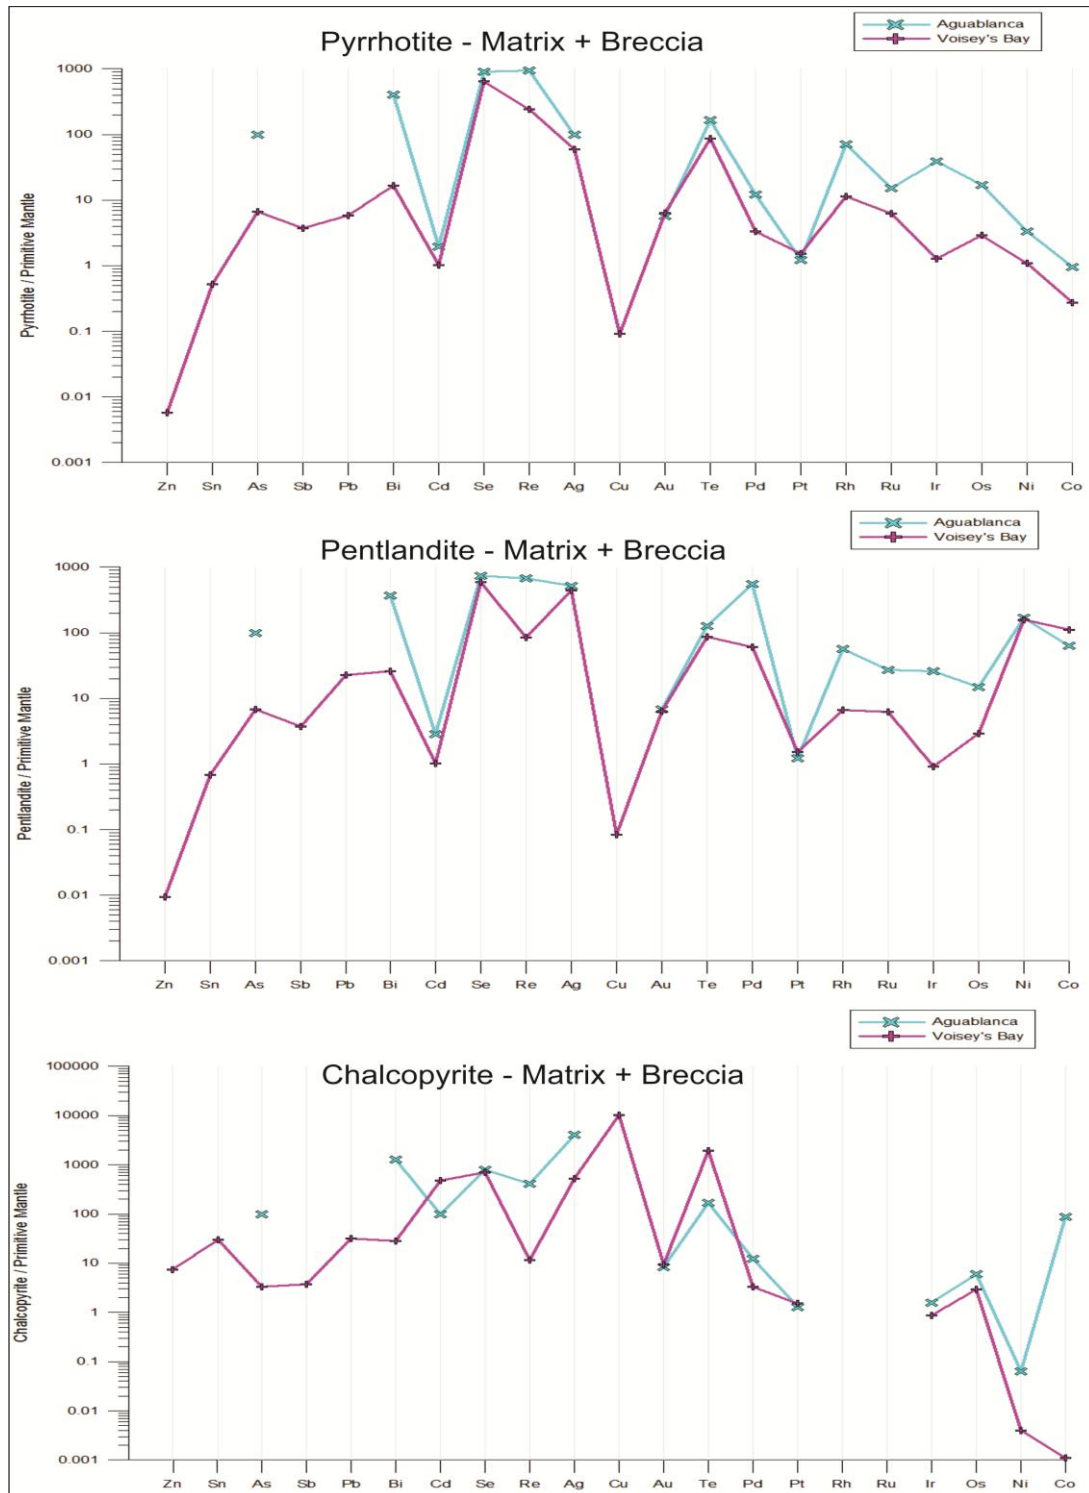 Aguablanca
Voisey's Bay
Pyrrhotite - Matrix + Breccia
1000
100
10
1
0.1
0.01
0.001
Pyrrhotite / Primitive Mantle
Zn Sn As Sb Pb Bi Cd Se Re Ag Cu Au Te Pd Pt Rh Ru Ir Os Ni Co
Aguablanca
Voisey's Bay
Pentlandite - Matrix + Breccia
1000
100
10
1
0.1
0.01
0.001
Pentlandite / Primitive Mantle
Zn Sn As Sb Pb Bi Cd Se Re Ag Cu Au Te Pd Pt Rh Ru Ir Os Ni Co
Aguablanca
Voisey's Bay
Chalcopyrite - Matrix + Breccia
100000
10000
1000
100
10
1
0.1
0.01
0.001
Chalcopyrite / Primitive Mantle
Zn Sn As Sb Pb Bi Cd Se Re Ag Cu Au Te Pd Pt Rh Ru Ir Os Ni Co